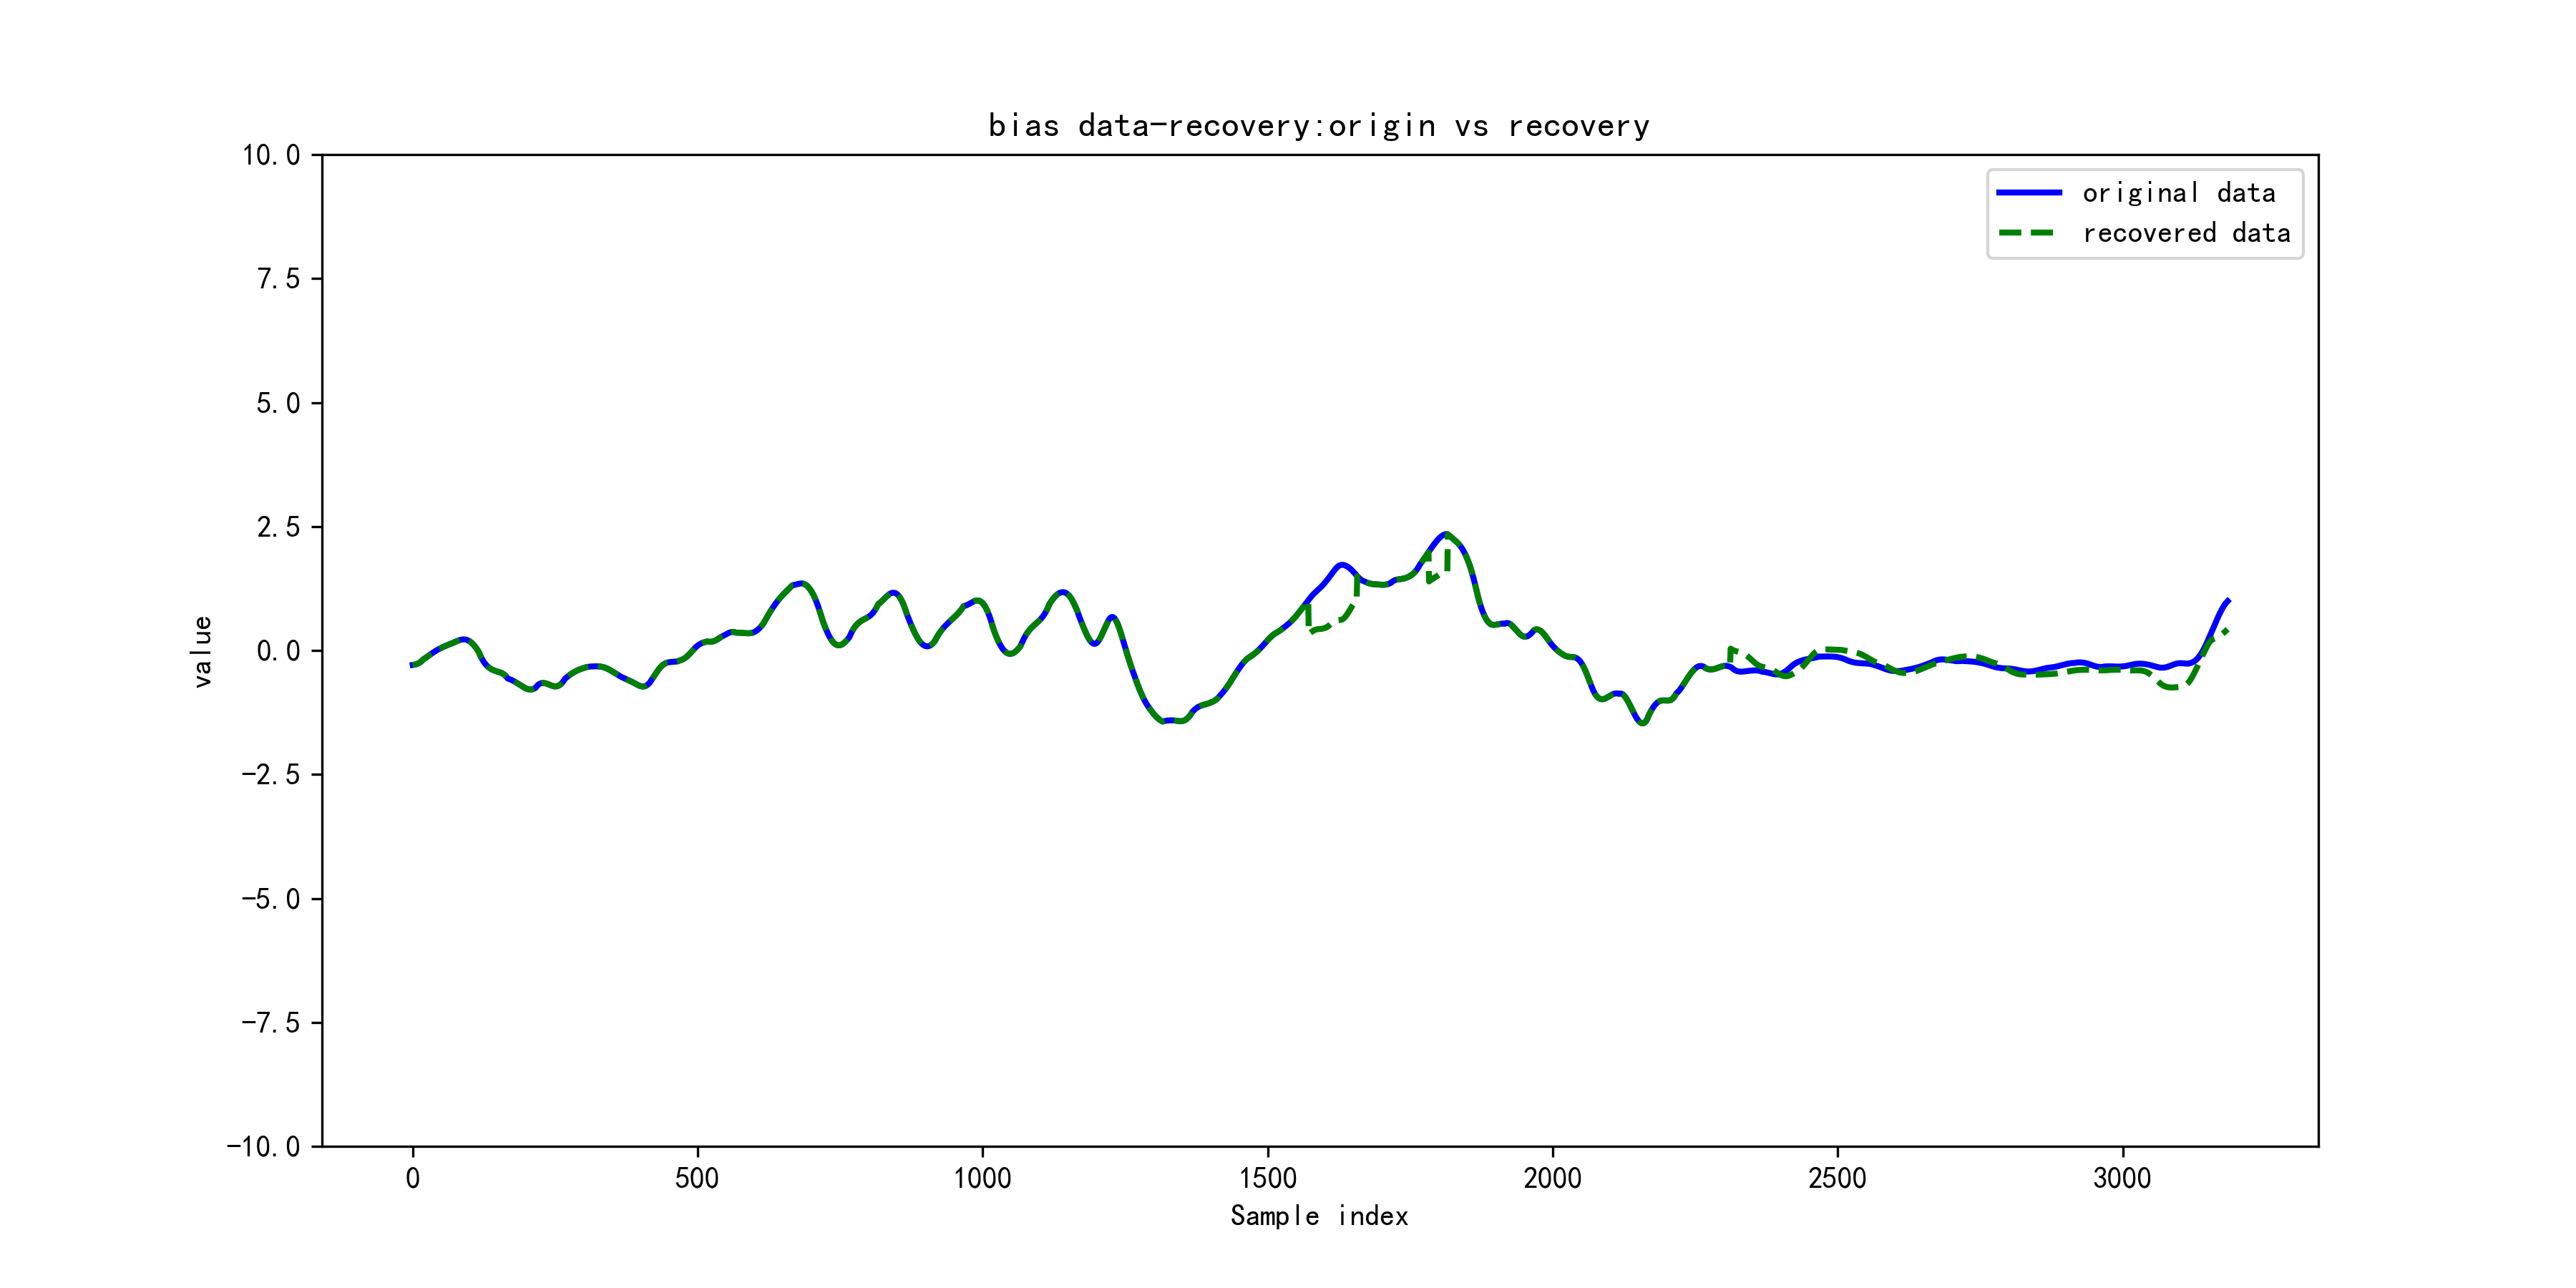 bias data-recovery:origin vs recovery
original data
recovered data
10.0
7.5
5.0
2.5
0.0
-2.5
-5.0
-7.5
-10.0
value
0 500 1000 1500 2000 2500 3000
Sample index